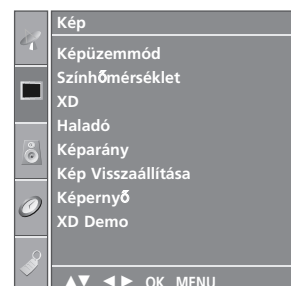 Kép
Képüzemmód
Színhőmérséklet
XD
Haladó
Képarány
Kép Visszaállítása
Képernyő
XD Demo
▲▼ ◄► OK MENU